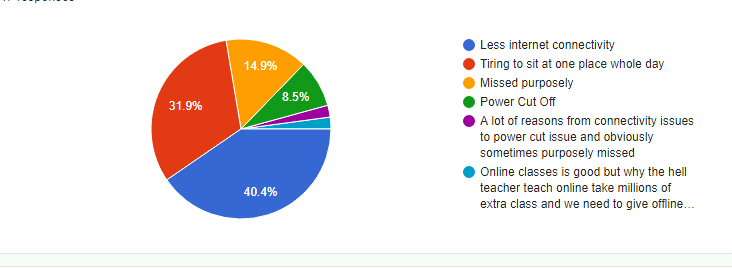 Less internet connectivity
Tiring to sit at one place whole day
Missed purposely
Power Cut Off
A lot of reasons from connectivity issues
to power cut issue and obviously
sometimes purposely missed
Online classes is good but why the hell
teacher teach online take millions of
extra class and we need to give offline…
14.9%
8.5%
31.9%
40.4%